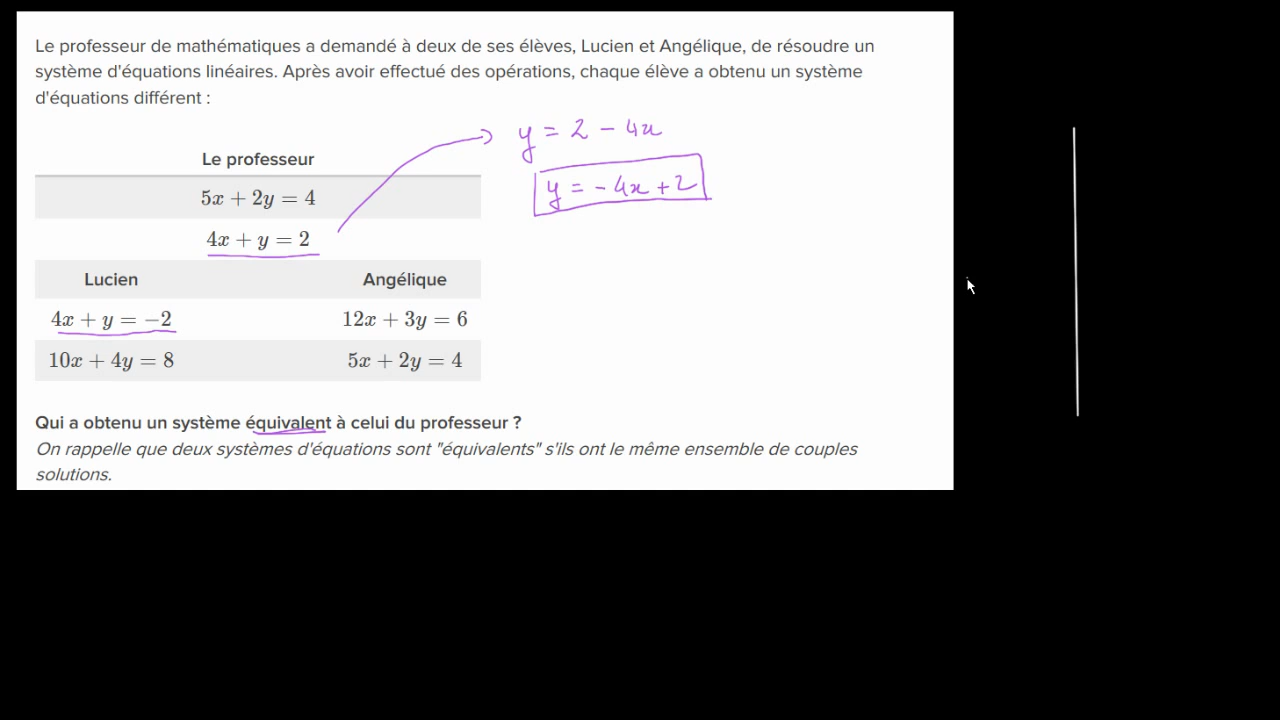 Le professeur de mathématiques a demandé à deux de ses élèves, Lucien et Angélique, de résoudre un
système d'équations linéaires. Après avoir effectué des opérations, chaque élève a obtenu un système
d'équations différent :
y = 2 − 4x
Le professeur
y = −4x + 2
5x + 2y = 4
4x + y = 2
Lucien Angélique
4x + y = −2 12x + 3y = 6
10x + 4y = 8 5x + 2y = 4
Qui a obtenu un système équivalent à celui du professeur ?
On rappelle que deux systèmes d'équations sont "équivalents" s'ils ont le même ensemble de couples
solutions.